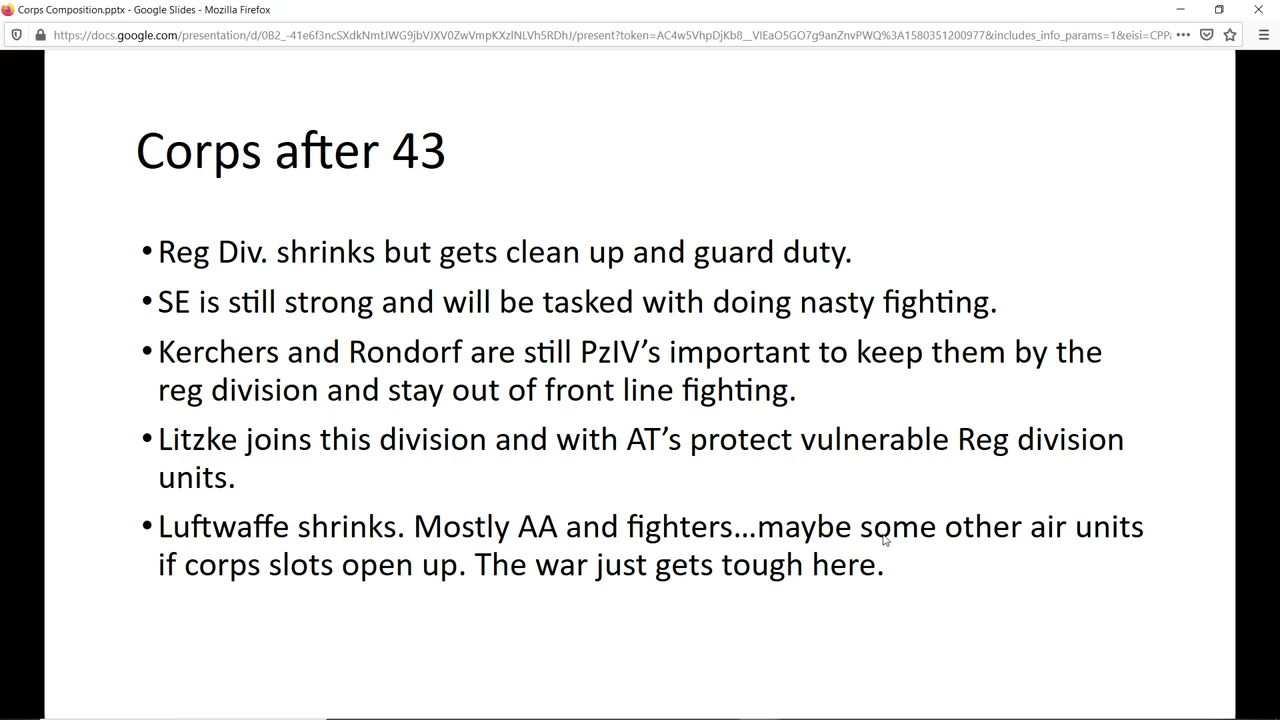 Corps Composition.pptx - Google Slides - Mozilla Firefox
https://docs.google.com/presentation/d/0B2_-41e6f3ncSXdkNmtJWG9jbVJXV0ZwVmpKXzlNLVh5RDhJ/present?token=AC4w5VhpDjKb8__VIEaO5GO7g9anZnvPWQ%3A1580351200977&includes_info_params=1&eisi=CPP
Corps after 43
•Reg Div. shrinks but gets clean up and guard duty.
•SE is still strong and will be tasked with doing nasty fighting.
•Kerchers and Rondorf are still PzIV’s important to keep them by the
reg division and stay out of front line fighting.
•Litzke joins this division and with AT’s protect vulnerable Reg division
units.
•Luftwaffe shrinks. Mostly AA and fighters…maybe some other air units
if corps slots open up. The war just gets tough here.